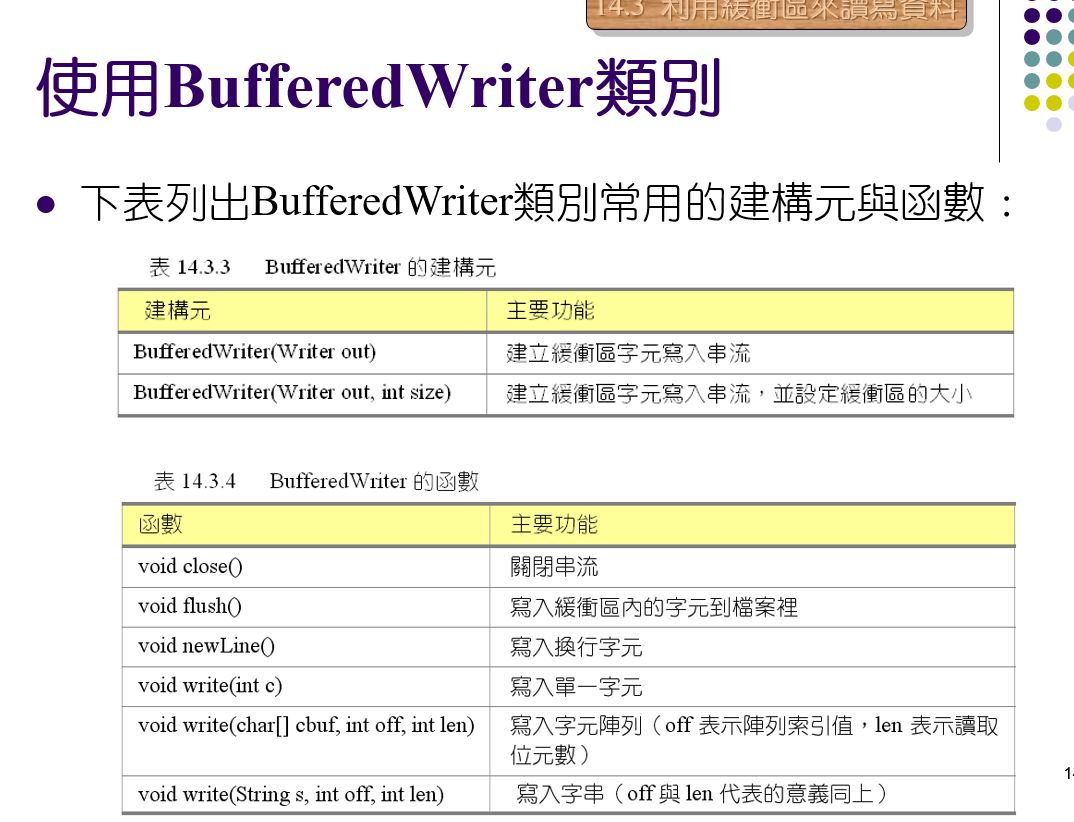 14.3 利用緩衝區來讀寫資料
使用BufferedWriter類別
下表列出BufferedWriter類別常用的建構元與函數：
表 14.3.3 BufferedWriter 的建構元
建構元 主要功能
BufferedWriter(Writer out) 建立緩衝區字元寫入串流
BufferedWriter(Writer out, int size) 建立緩衝區字元寫入串流，並設定緩衝區的大小
表 14.3.4 BufferedWriter 的函數
函數 主要功能
void close() 關閉串流
void flush() 寫入緩衝區內的字元到檔案裡
void newLine() 寫入換行字元
void write(int c) 寫入單一字元
void write(char[] cbuf, int off, int len) 寫入字元陣列（off 表示陣列索引值，len 表示讀取
位元數）
void write(String s, int off, int len) 寫入字串（off 與 len 代表的意義同上）